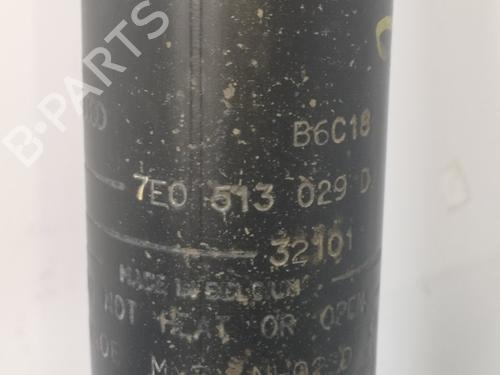 B-PARTS
B6C18
7E0 513 029 D
32101
MADE IN BELGIUM
NOT HEAT OR OPEN